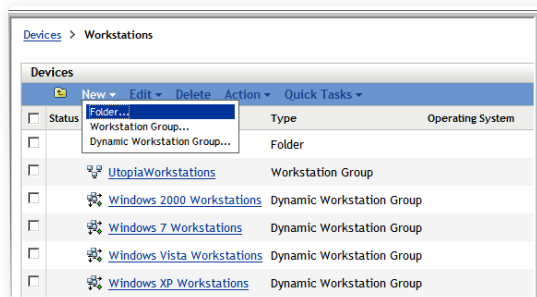 Devices > Workstations
Devices
New Edit Delete Action Quick Tasks
Folder...
Workstation Group...
Dynamic Workstation Group...
Status Type Operating System
Folder
UtopiaWorkstations Workstation Group
Windows 2000 Workstations Dynamic Workstation Group
Windows 7 Workstations Dynamic Workstation Group
Windows Vista Workstations Dynamic Workstation Group
Windows XP Workstations Dynamic Workstation Group